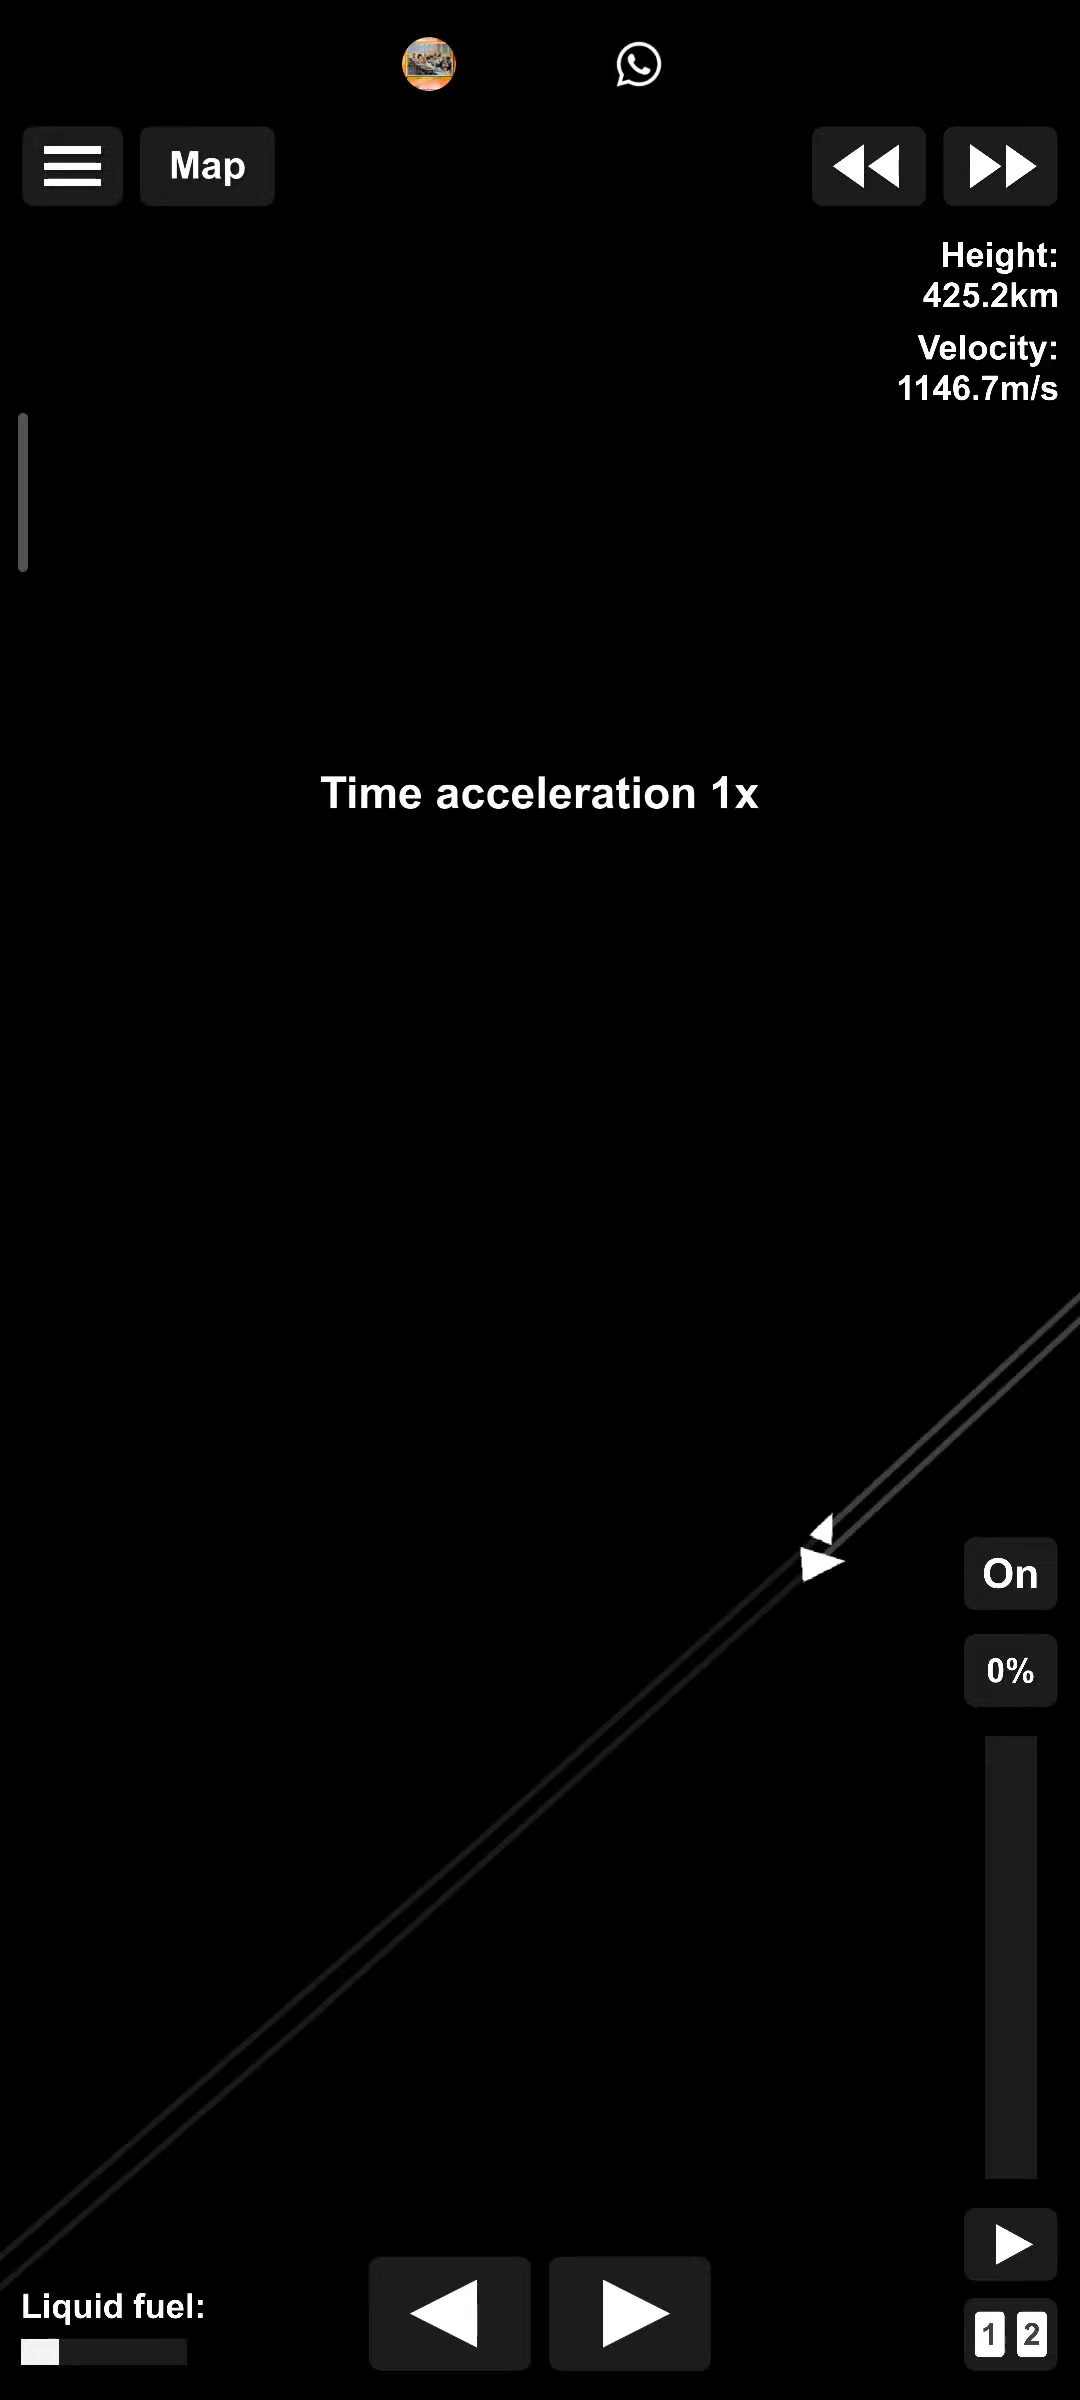 Map
Height:
425.2km
Velocity:
1146.7m/s
Time acceleration 1x
On
0%
Liquid fuel:
1 2